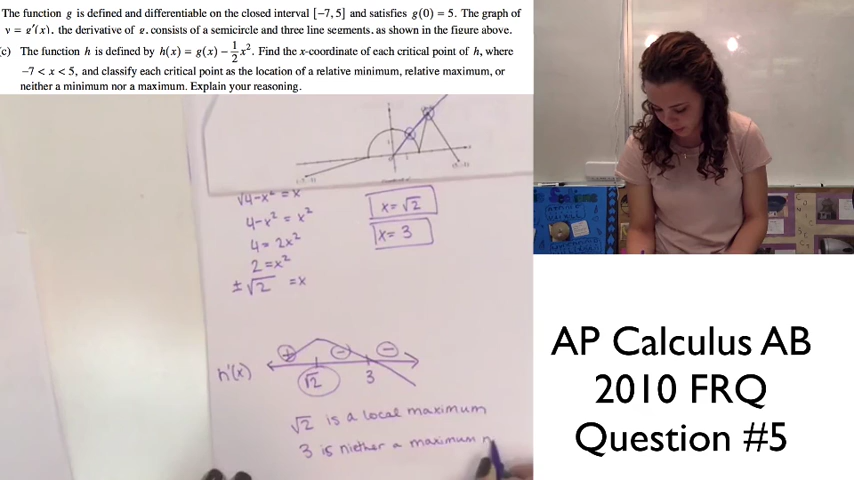 The function g is defined and differentiable on the closed interval [−7, 5] and satisfies g(0) = 5. The graph of
y = g′(x), the derivative of g, consists of a semicircle and three line segments, as shown in the figure above.
(c) The function h is defined by h(x) = g(x) − 1/2 x². Find the x-coordinate of each critical point of h, where
−7 < x < 5, and classify each critical point as the location of a relative minimum, relative maximum, or
neither a minimum nor a maximum. Explain your reasoning.
√4−x² = x
4−x² = x²
4 = 2x²
2 = x²
±√2 = x
x = √2
x = 3
h'(x)
+ − −
√2 3
√2 is a local maximum
3 is niether a maximum n
AP Calculus AB
2010 FRQ
Question #5